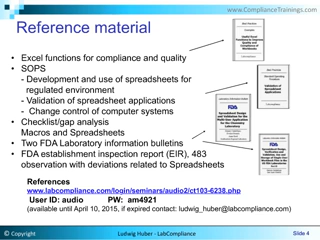 www.ComplianceTrainings.com
Reference material
• Excel functions for compliance and quality
• SOPS
- Development and use of spreadsheets for
regulated environment
- Validation of spreadsheet applications
- Change control of computer systems
• Checklist/gap analysis
Macros and Spreadsheets
• Two FDA Laboratory information bulletins
• FDA establishment inspection report (EIR), 483
observation with deviations related to Spreadsheets
References
www.labcompliance.com/login/seminars/audio2/ct103-6238.php
User ID: audio PW: am4921
(available until April 10, 2015, if expired contact: ludwig_huber@labcompliance.com)
© Copyright
Ludwig Huber - LabCompliance
Slide 4